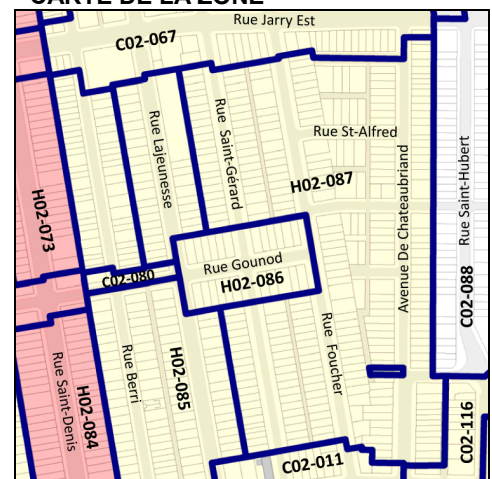 CARTE DE LA ZONE
Rue Jarry Est
C02-067
Rue Lajeunesse
Rue Saint-Gérard
Rue St-Alfred
H02-087
Avenue De Chateaubriand
Rue Saint-Hubert
H02-073
Rue Gounod
H02-086
C02-080
C02-088
Rue Saint-Denis
H02-084
Rue Berri
H02-085
Rue Foucher
C02-011
C02-116